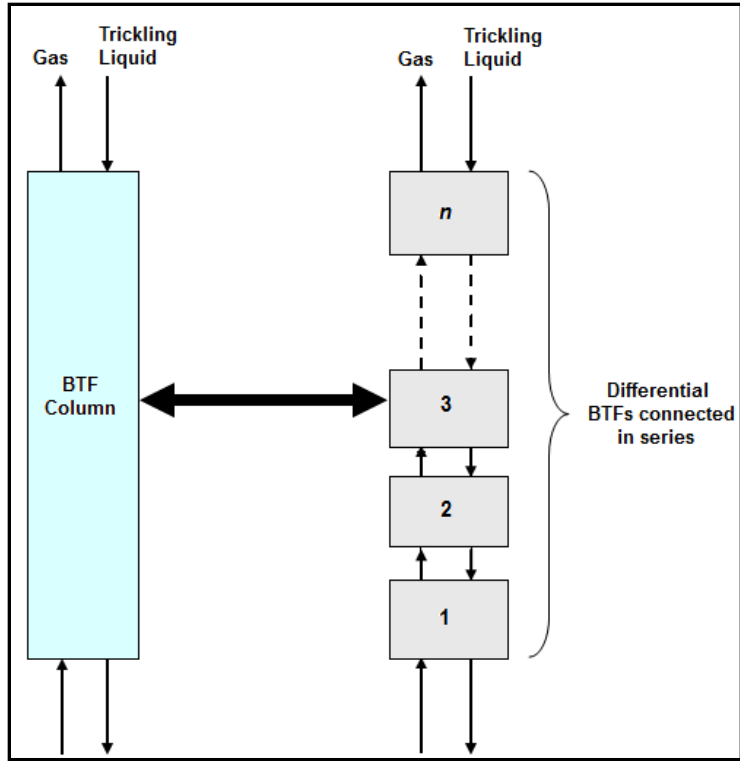 Gas
Trickling
Liquid
Gas
Trickling
Liquid
n
BTF
Column
3
2
1
Differential
BTFs connected
in series